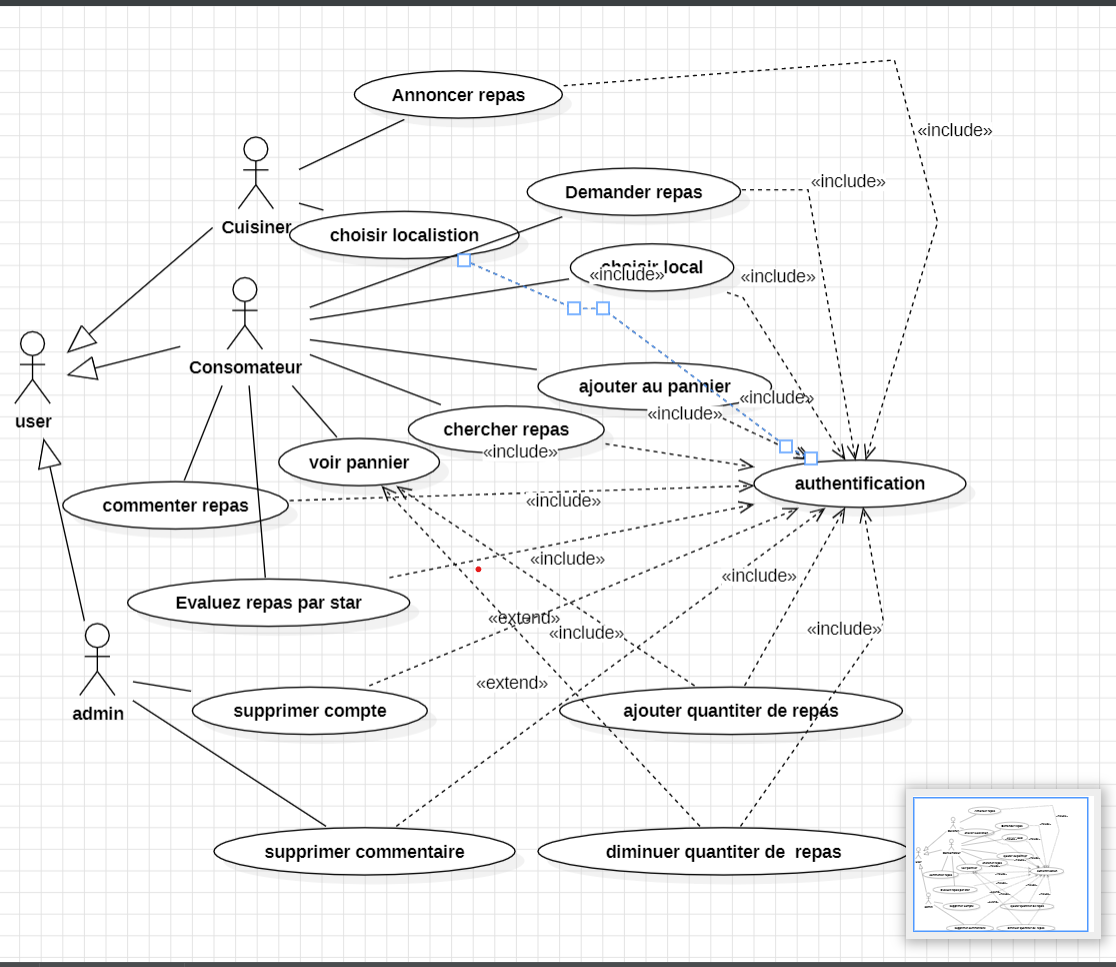 Annoncer repas
«include»
Demander repas
«include»
Cuisiner
choisir localistion
choisir local
«include»
«include»
Consomateur
user
ajouter au pannier
«include»
«include»
chercher repas
«include»
voir pannier
authentification
commenter repas
«include»
«include»
«include»
Evaluez repas par star
«extend»
«include»
«include»
«extend»
admin
supprimer compte
ajouter quantiter de repas
supprimer commentaire
diminuer quantiter de  repas